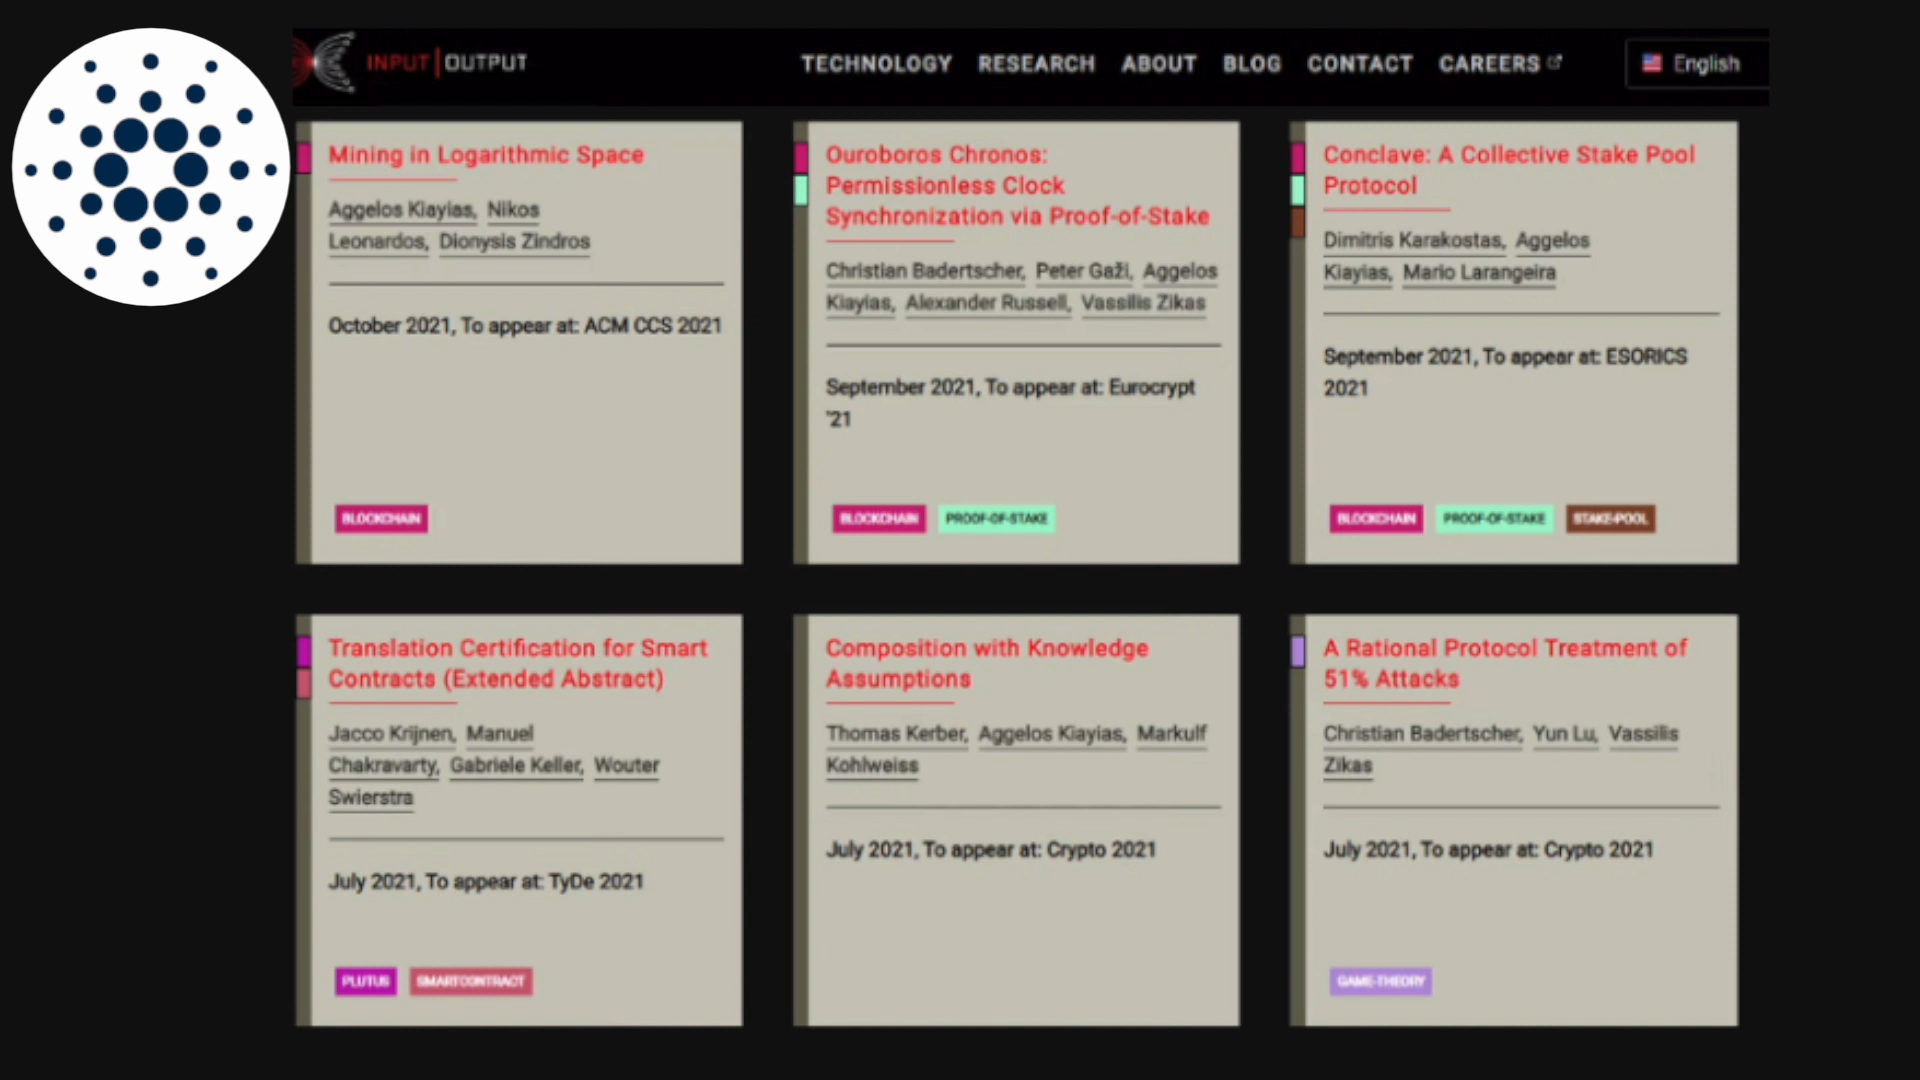 INPUT | OUTPUT
TECHNOLOGY RESEARCH ABOUT BLOG CONTACT CAREERS
English
Mining in Logarithmic Space
Aggelos Kiayias, Nikos
Leonardos, Dionysis Zindros
October 2021, To appear at: ACM CCS 2021
BLOCKCHAIN
Ouroboros Chronos:
Permissionless Clock
Synchronization via Proof-of-Stake
Christian Badertscher, Peter Gaži, Aggelos
Kiayias, Alexander Russell, Vassilis Zikas
September 2021, To appear at: Eurocrypt
'21
BLOCKCHAIN PROOF-OF-STAKE
Conclave: A Collective Stake Pool
Protocol
Dimitris Karakostas, Aggelos
Kiayias, Mario Larangeira
September 2021, To appear at: ESORICS
2021
BLOCKCHAIN PROOF-OF-STAKE STAKE-POOL
Translation Certification for Smart
Contracts (Extended Abstract)
Jacco Krijnen, Manuel
Chakravarty, Gabriele Keller, Wouter
Swierstra
July 2021, To appear at: TyDe 2021
PLUTUS SMARTCONTRACT
Composition with Knowledge
Assumptions
Thomas Kerber, Aggelos Kiayias, Markulf
Kohlweiss
July 2021, To appear at: Crypto 2021
A Rational Protocol Treatment of
51% Attacks
Christian Badertscher, Yun Lu, Vassilis
Zikas
July 2021, To appear at: Crypto 2021
GAME-THEORY